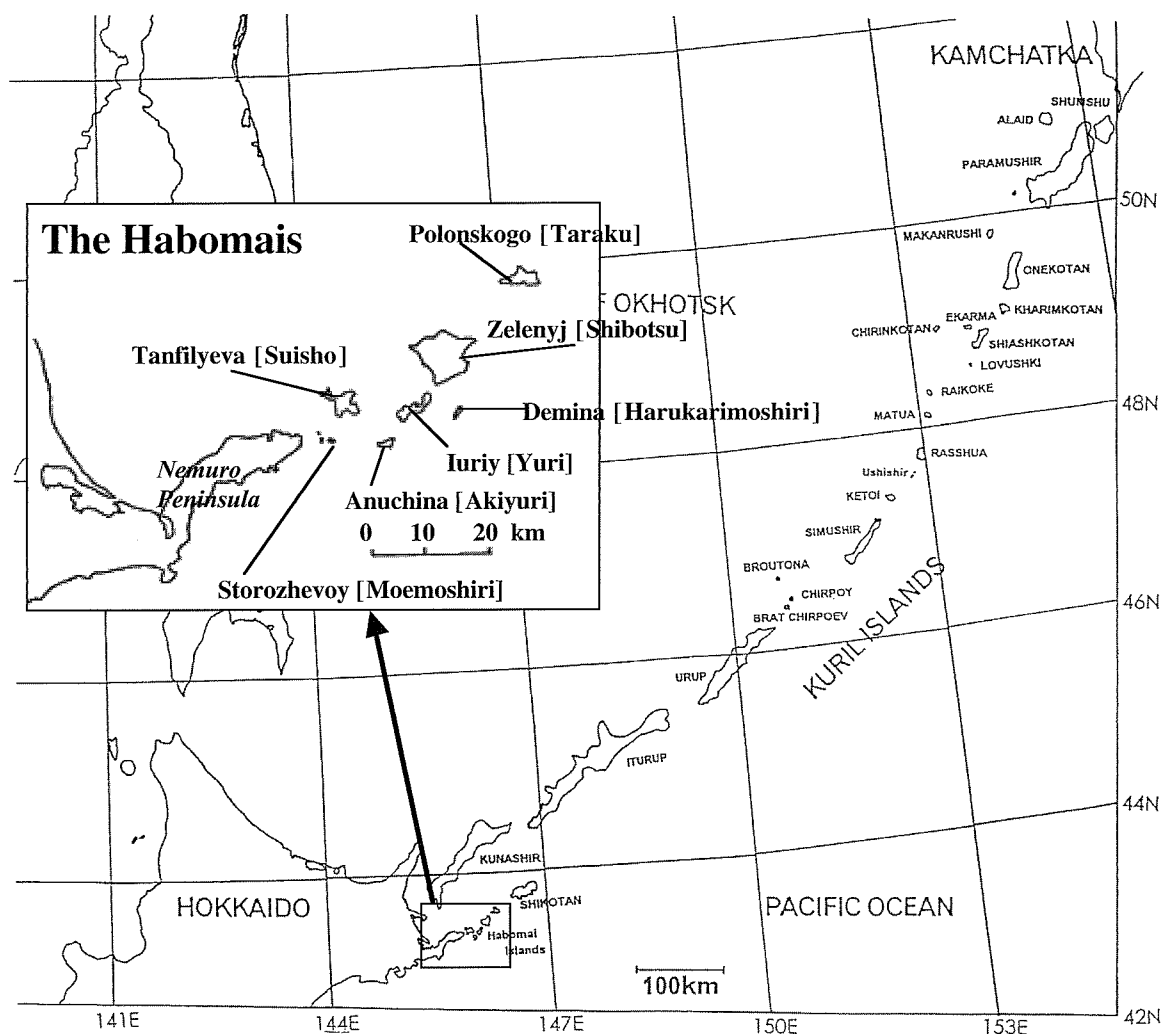 KAMCHATKA
SHUNSHU
ALAID
PARAMUSHIR
50N
The Habomais
Polonskogo [Taraku]
MAKANRUSHI
ONEKOTAN
F OKHOTSK
EKARMA
KHARIMKOTAN
CHIRINKOTAN
SHIASHKOTAN
Zelenyj [Shibotsu]
Tanfilyeva [Suisho]
LOVUSHKI
RAIKOKE
48N
MATUA
Demina [Harukarimoshiri]
RASSHUA
Iuriy [Yuri]
Nemuro
Peninsula
Ushishir
KETOI
Anuchina [Akiyuri]
0 10 20 km
SIMUSHIR
BROUTONA
Storozhevoy [Moemoshiri]
CHIRPOY
46N
BRAT CHIRPOEV
KURIL ISLANDS
URUP
ITURUP
44N
KUNASHIR
SHIKOTAN
HOKKAIDO
PACIFIC OCEAN
Habomai
Islands
100km
42N
141E
144E
147E
150E
153E